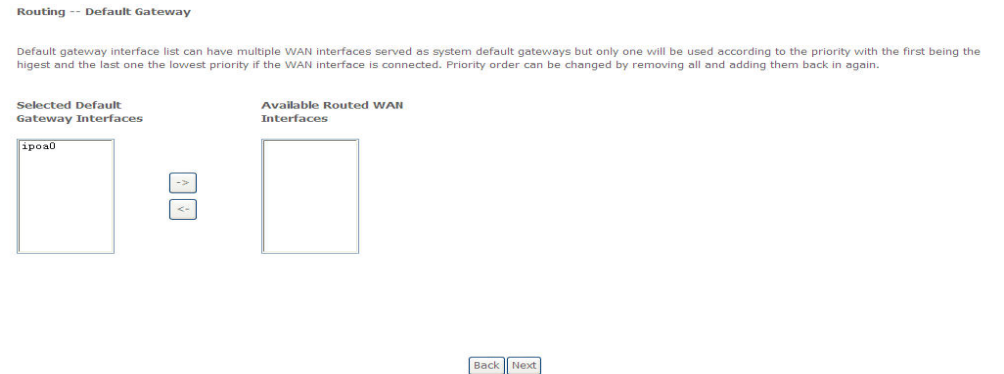 Routing -- Default Gateway
Default gateway interface list can have multiple WAN interfaces served as system default gateways but only one will be used according to the priority with the first being the
higest and the last one the lowest priority if the WAN interface is connected. Priority order can be changed by removing all and adding them back in again.
Selected Default
Gateway Interfaces
Available Routed WAN
Interfaces
ipoa0
->
<-
Back Next